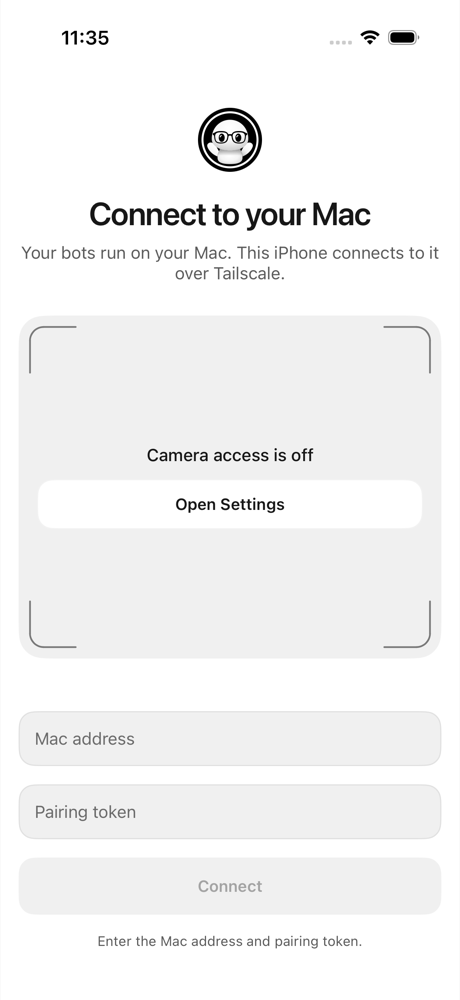 11:35
Connect to your Mac
Your bots run on your Mac. This iPhone connects to it
over Tailscale.
Camera access is off
Open Settings
Mac address
Pairing token
Connect
Enter the Mac address and pairing token.